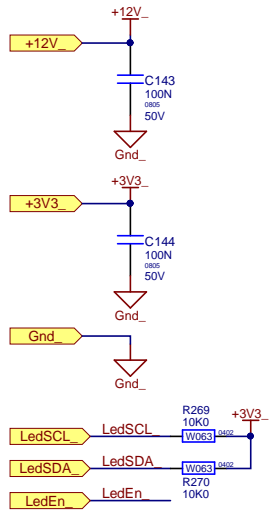 +12V_
+12V_
C143
100N
0805
50V
Gnd_
+3V3_
+3V3_
C144
100N
0805
50V
Gnd_
Gnd_
Gnd_
R269
10K0
+3V3_
LedSCL_ LedSCL_ W063 0402
LedSDA_ LedSDA_ W063 0402
R270
10K0
LedEn_ LedEn_